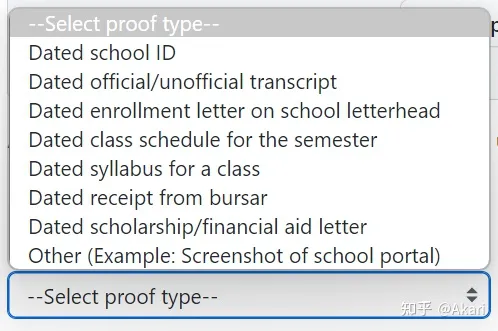 --Select proof type--
Dated school ID
Dated official/unofficial transcript
Dated enrollment letter on school letterhead
Dated class schedule for the semester
Dated syllabus for a class
Dated receipt from bursar
Dated scholarship/financial aid letter
Other (Example: Screenshot of school portal)
--Select proof type--
知乎 @Akari